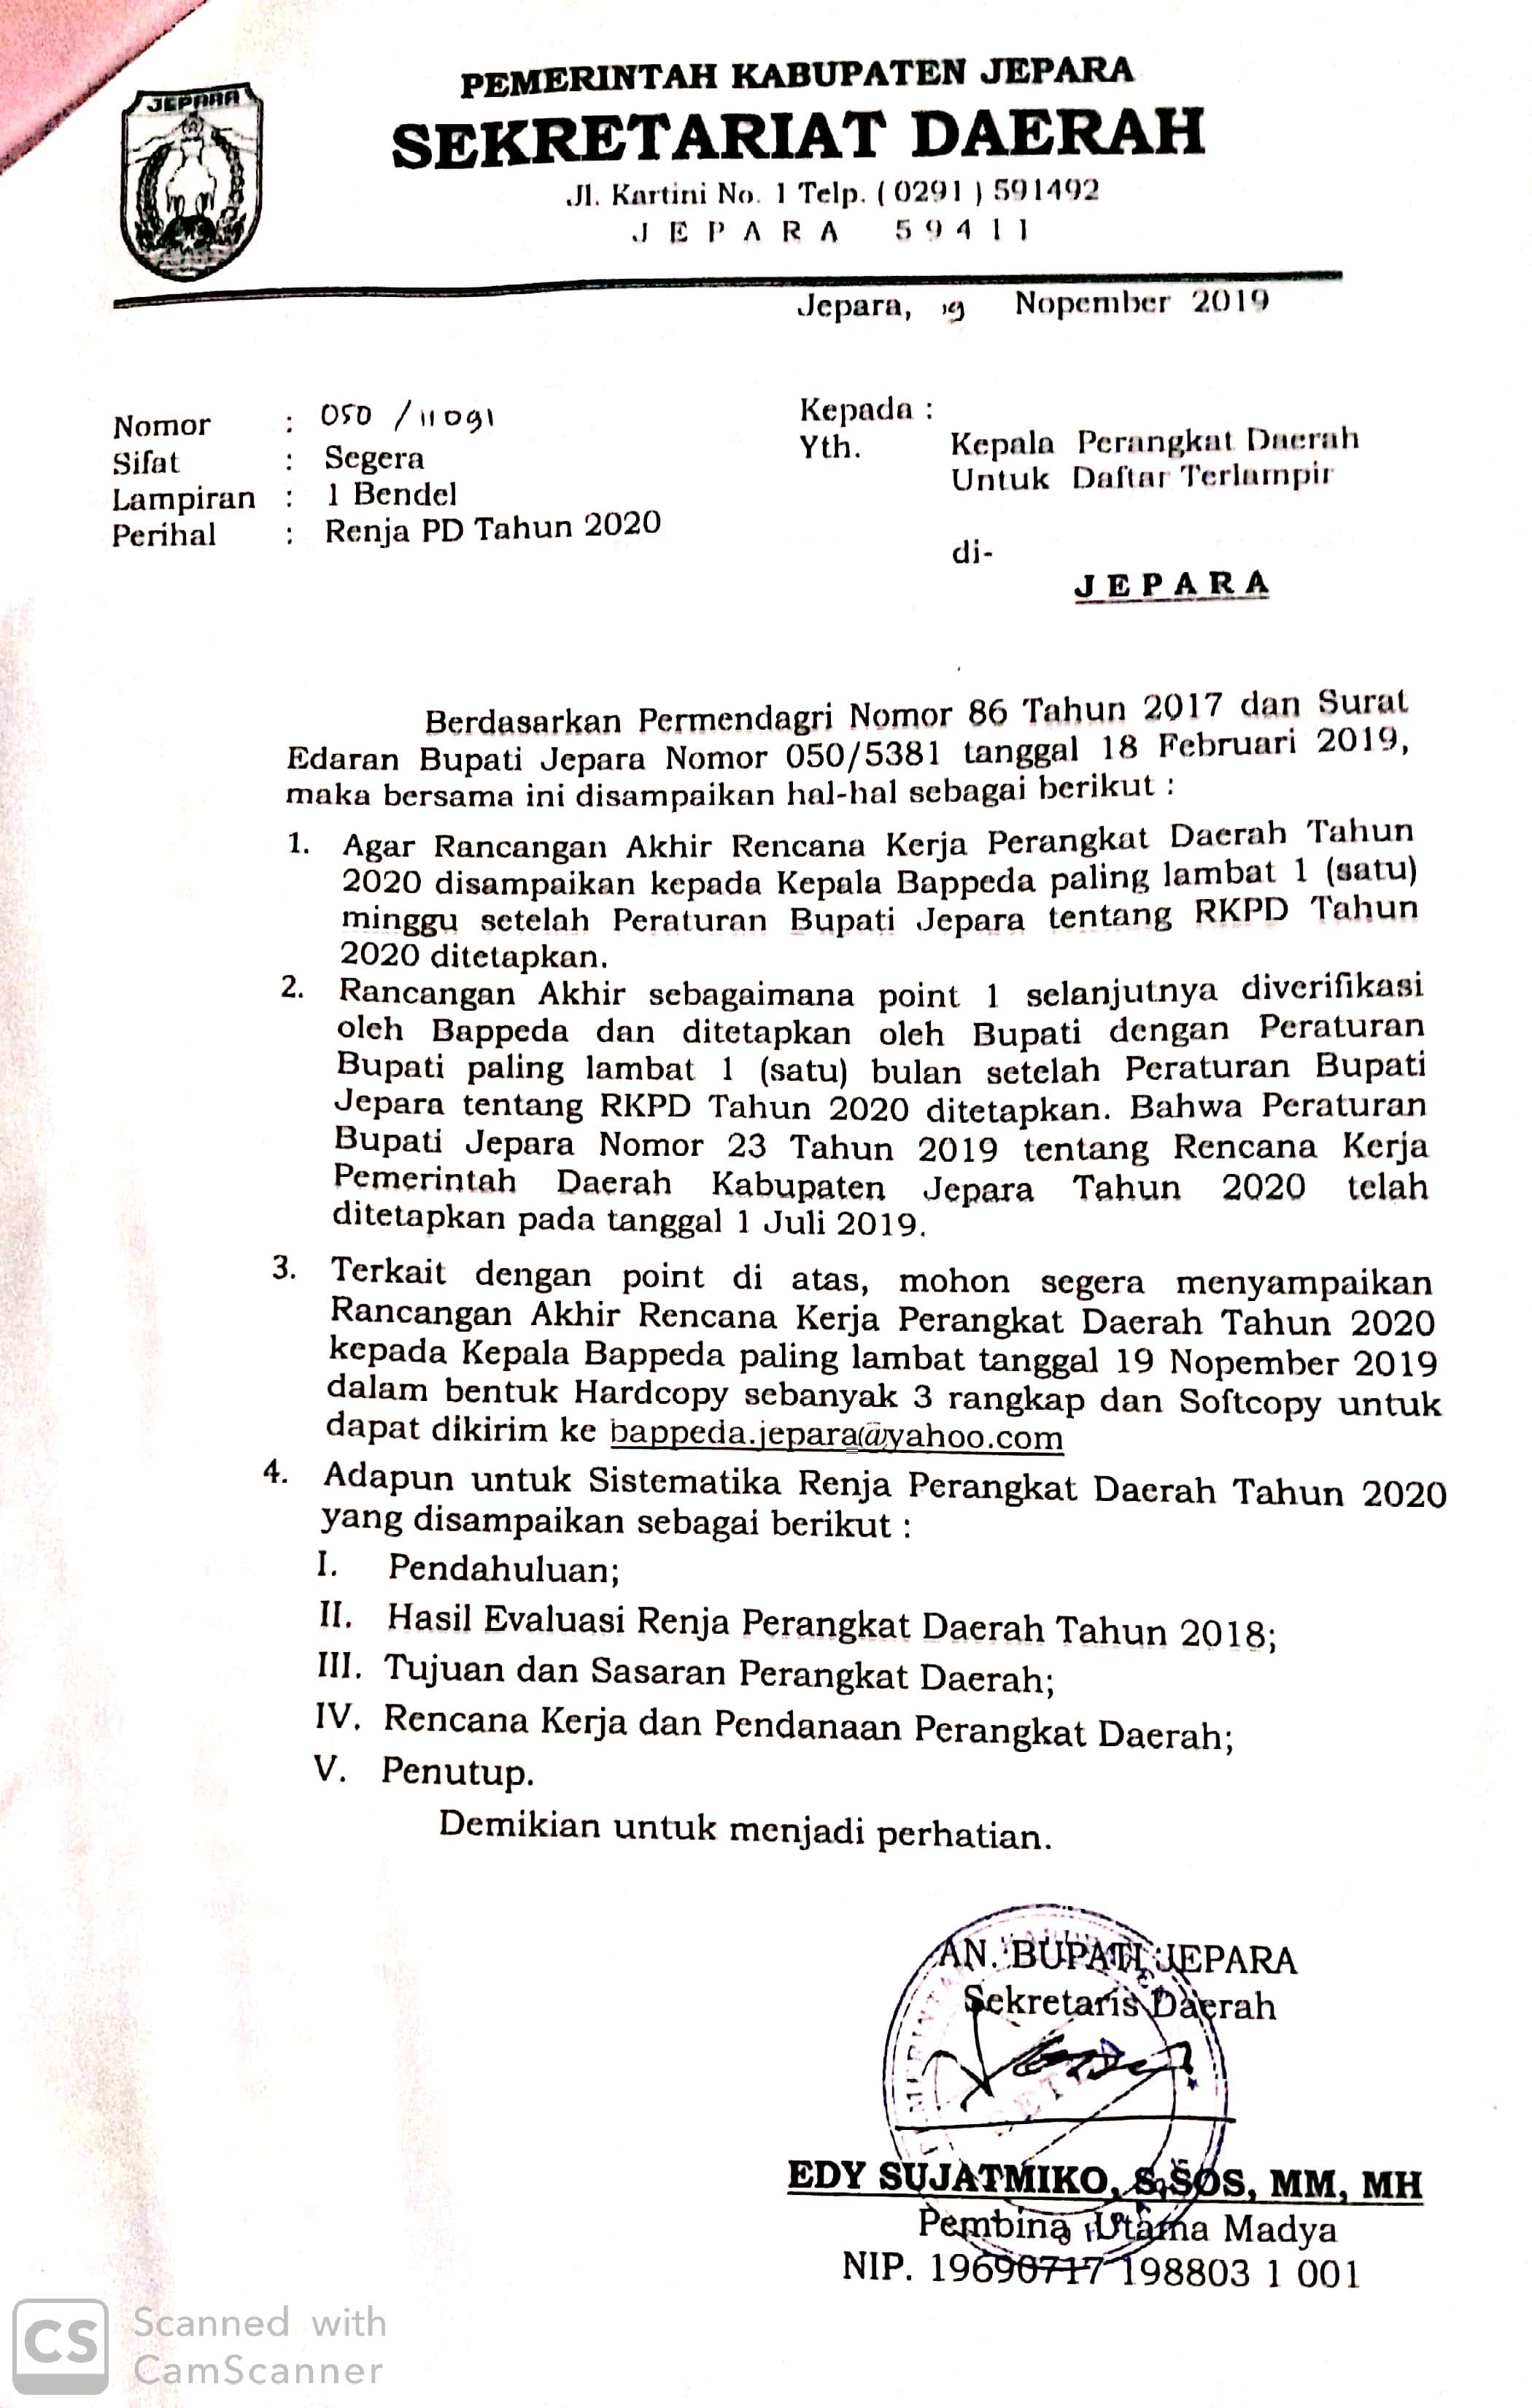 JEPARA
PEMERINTAH KABUPATEN JEPARA
SEKRETARIAT DAERAH
Jl. Kartini No. 1 Telp. ( 0291 ) 591492
J E P A R A 5 9 4 1 1
Jepara, 19 Nopember 2019
Nomor : 050 / 11091
Sifat : Segera
Lampiran : 1 Bendel
Perihal : Renja PD Tahun 2020
Kepada :
Yth. Kepala Perangkat Daerah
Untuk Daftar Terlampir
di-
J E P A R A
Berdasarkan Permendagri Nomor 86 Tahun 2017 dan Surat
Edaran Bupati Jepara Nomor 050/5381 tanggal 18 Februari 2019,
maka bersama ini disampaikan hal-hal sebagai berikut :
1. Agar Rancangan Akhir Rencana Kerja Perangkat Daerah Tahun
2020 disampaikan kepada Kepala Bappeda paling lambat 1 (satu)
minggu setelah Peraturan Bupati Jepara tentang RKPD Tahun
2020 ditetapkan.
2. Rancangan Akhir sebagaimana point 1 selanjutnya diverifikasi
oleh Bappeda dan ditetapkan oleh Bupati dengan Peraturan
Bupati paling lambat 1 (satu) bulan setelah Peraturan Bupati
Jepara tentang RKPD Tahun 2020 ditetapkan. Bahwa Peraturan
Bupati Jepara Nomor 23 Tahun 2019 tentang Rencana Kerja
Pemerintah Daerah Kabupaten Jepara Tahun 2020 telah
ditetapkan pada tanggal 1 Juli 2019.
3. Terkait dengan point di atas, mohon segera menyampaikan
Rancangan Akhir Rencana Kerja Perangkat Daerah Tahun 2020
kepada Kepala Bappeda paling lambat tanggal 19 Nopember 2019
dalam bentuk Hardcopy sebanyak 3 rangkap dan Softcopy untuk
dapat dikirim ke bappeda.jepara@yahoo.com
4. Adapun untuk Sistematika Renja Perangkat Daerah Tahun 2020
yang disampaikan sebagai berikut :
I. Pendahuluan;
II. Hasil Evaluasi Renja Perangkat Daerah Tahun 2018;
III. Tujuan dan Sasaran Perangkat Daerah;
IV. Rencana Kerja dan Pendanaan Perangkat Daerah;
V. Penutup.
Demikian untuk menjadi perhatian.
AN. BUPATI JEPARA
Sekretaris Daerah
EDY SUJATMIKO, S,SOS, MM, MH
Pembina Utama Madya
NIP. 19690717 198803 1 001
CS Scanned with
CamScanner